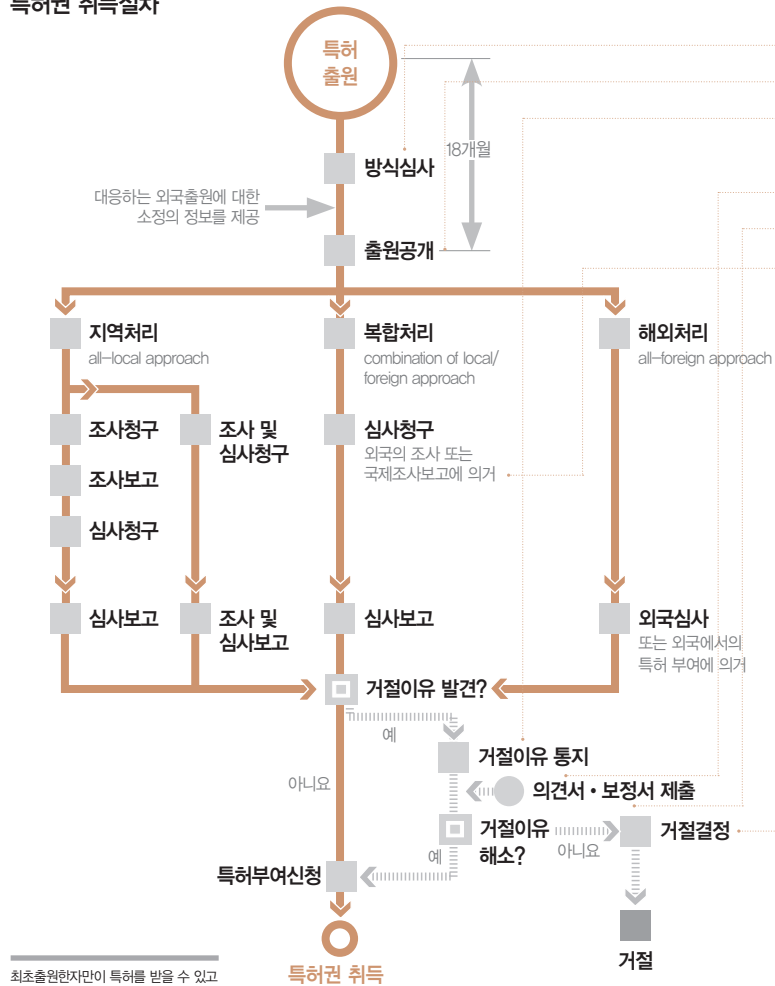 특허권 취득절차
특허
출원
18개월
방식심사
대응하는 외국출원에 대한
소정의 정보를 제공
출원공개
지역처리
all-local approach
복합처리
combination of local/
foreign approach
해외처리
all-foreign approach
조사청구
조사 및
심사청구
심사청구
외국의 조사 또는
국제조사보고에 의거
조사보고
심사청구
심사보고
조사 및
심사보고
심사보고
외국심사
또는 외국에서의
특허 부여에 의거
거절이유 발견?
예
거절이유 통지
아니요
의견서 • 보정서 제출
거절이유
해소?
아니요
거절결정
예
특허부여신청
거절
특허권 취득
최초출원한자만이 특허를 받을 수 있고